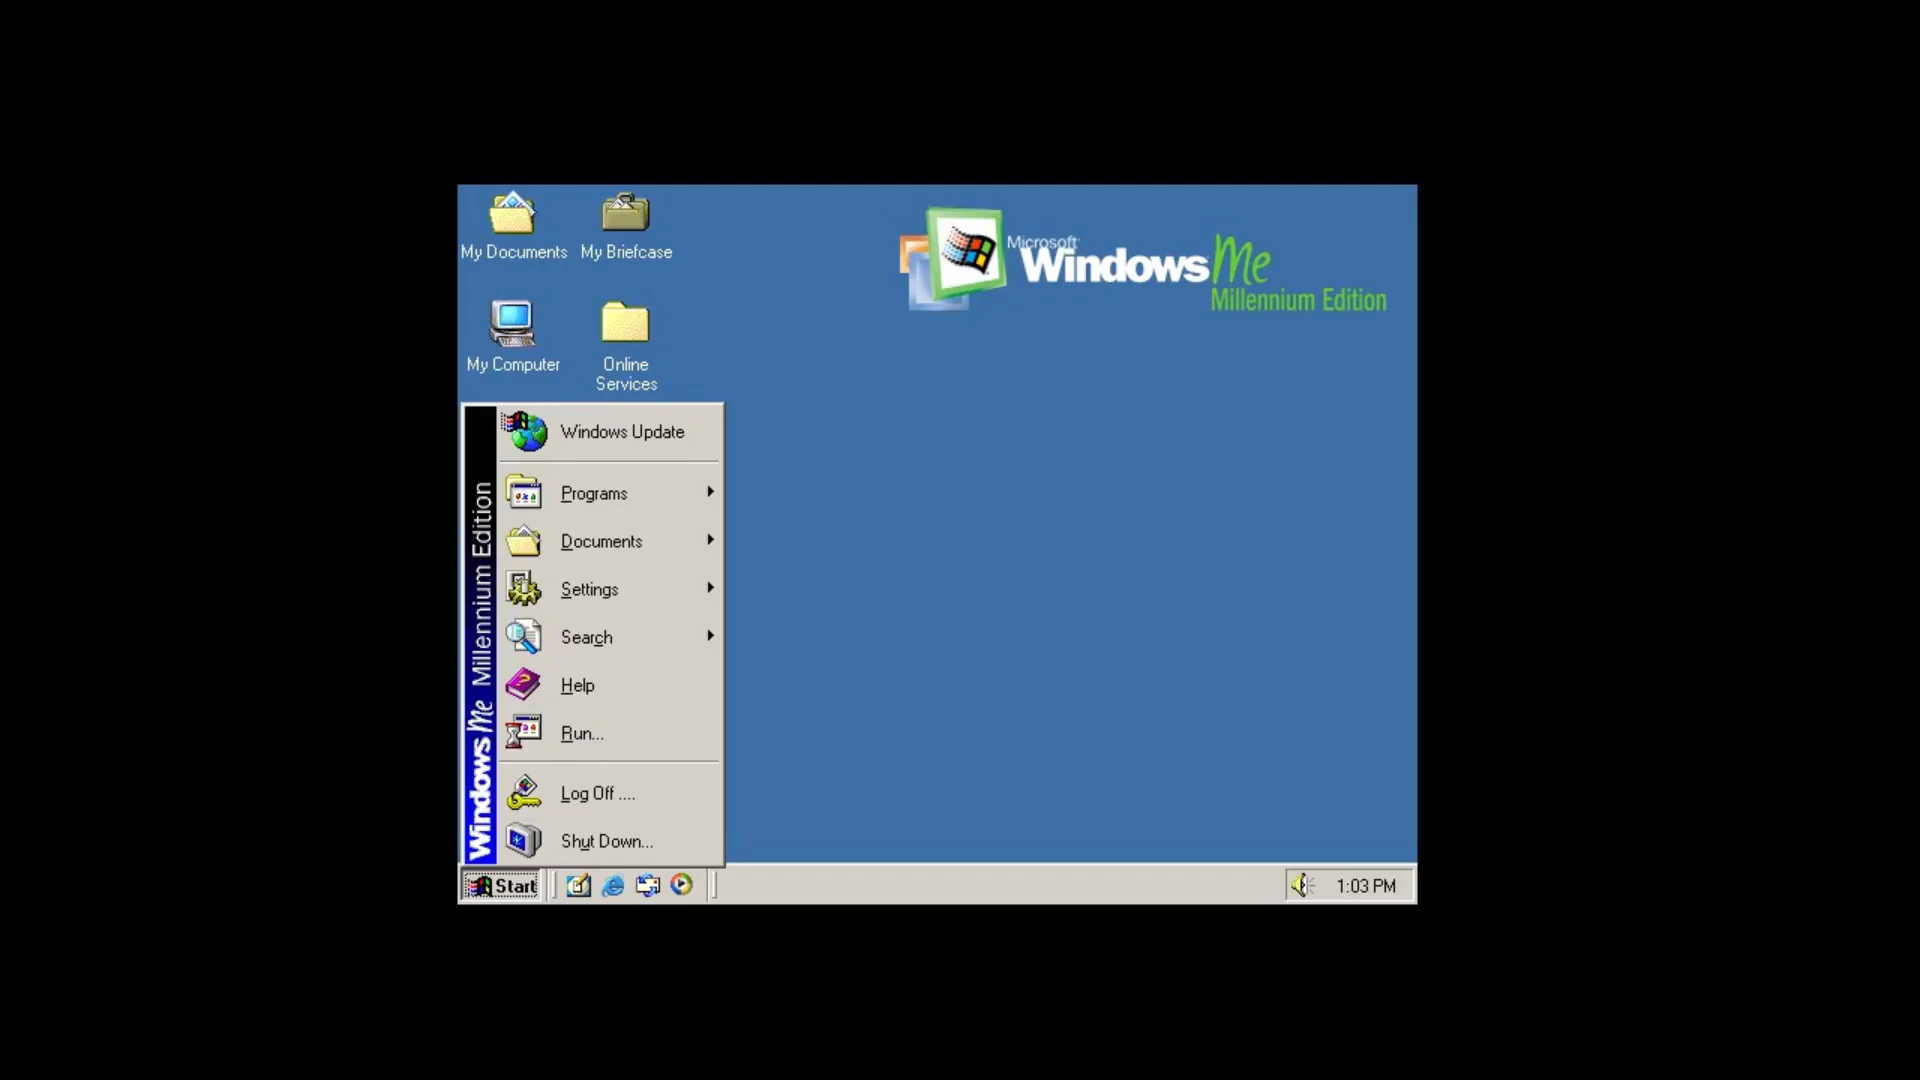 My Documents
My Briefcase
Microsoft
Windows Me
Millennium Edition
My Computer
Online
Services
Windows Update
Programs
Documents
Settings
Search
Help
Run...
Log Off ....
Shut Down...
Windows Me Millennium Edition
Start
1:03 PM